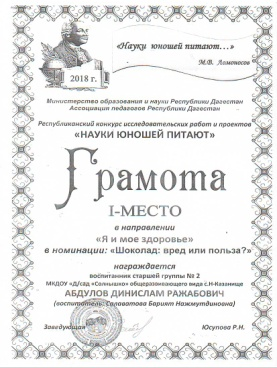 «Науки юношей питают...»
М.В. Ломоносов
2018 г.
Министерство образования и науки Республики Дагестан
Ассоциация педагогов Республики Дагестан
Республиканский конкурс исследовательских работ и проектов
«НАУКИ ЮНОШЕЙ ПИТАЮТ»
Грамота
I-МЕСТО
в направлении
«Я и мое здоровье»
в номинации: «Шоколад: вред или польза?»
награждается
воспитанник старшей группы № 2
МКДОУ «Д/сад «Солнышко» общеразвивающего вида с.Н-Казанище
АБДУЛОВ ДИНИСЛАМ РАЖАБОВИЧ
(воспитатель: Салаватова Барият Нажмутдиновна)
Заведующая
Юсупова Р.Н.